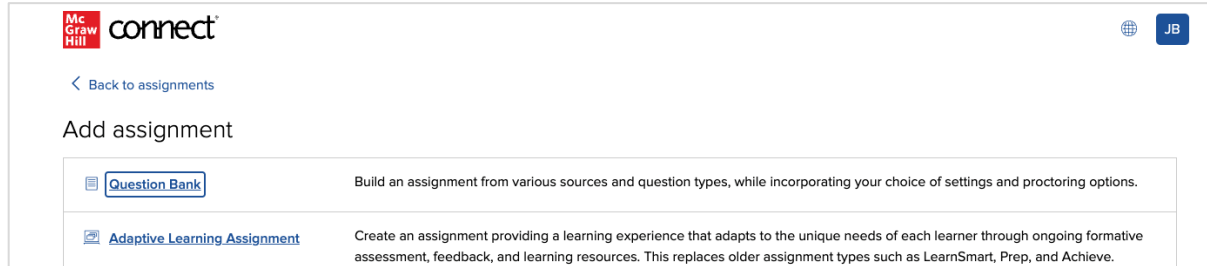 Mc
Graw
Hill
connect
JB
Back to assignments
Add assignment
Question Bank
Build an assignment from various sources and question types, while incorporating your choice of settings and proctoring options.
Adaptive Learning Assignment
Create an assignment providing a learning experience that adapts to the unique needs of each learner through ongoing formative
assessment, feedback, and learning resources. This replaces older assignment types such as LearnSmart, Prep, and Achieve.